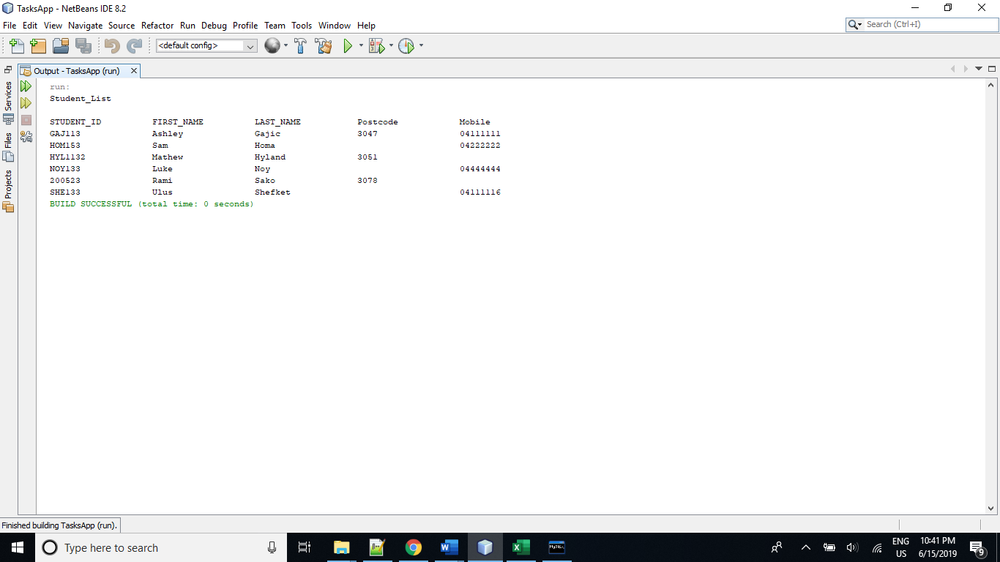 TasksApp - NetBeans IDE 8.2
File Edit View Navigate Source Refactor Run Debug Profile Team Tools Window Help
Search (Ctrl+I)
<default config>
Output - TasksApp (run)
Services
Files
Projects
run:
Student_List
STUDENT_ID FIRST_NAME LAST_NAME Postcode Mobile
GAJ113 Ashley Gajic 3047 04111111
HOM153 Sam Homa 04222222
HYL1132 Mathew Hyland 3051
NOY133 Luke Noy 04444444
200523 Rami Sako 3078
SHE133 Ulus Shefket 04111116
BUILD SUCCESSFUL (total time: 0 seconds)
Finished building TasksApp (run).
Type here to search
ENG
US
10:41 PM
6/15/2019
9